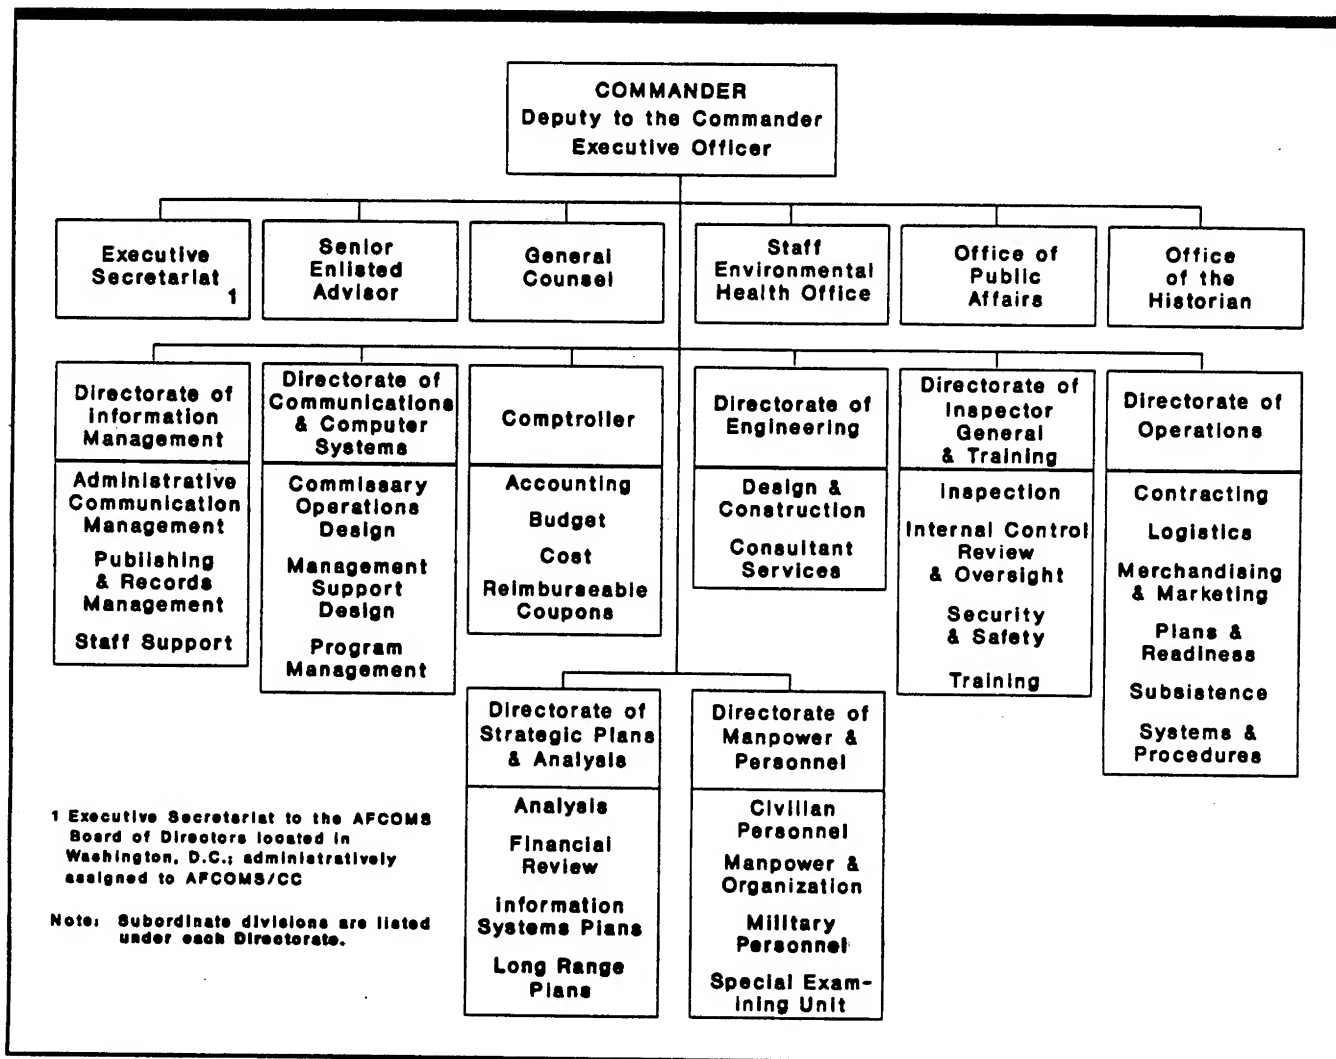 COMMANDER
Deputy to the Commander
Executive Officer
Executive
Secretariat
1
Senior
Enlisted
Advisor
General
Counsel
Staff
Environmental
Health Office
Office of
Public
Affairs
Office
of the
Historian
Directorate of
Information
Management
Administrative
Communication
Management
Publishing
& Records
Management
Staff Support
Directorate of
Communications
& Computer
Systems
Commissary
Operations
Design
Management
Support
Design
Program
Management
Comptroller
Accounting
Budget
Cost
Reimburseable
Coupons
Directorate of
Engineering
Design &
Construction
Consultant
Services
Directorate of
Inspector
General
& Training
Inspection
Internal Control
Review
& Oversight
Security
& Safety
Training
Directorate of
Operations
Contracting
Logistics
Merchandising
& Marketing
Plans &
Readiness
Subsistence
Systems &
Procedures
Directorate of
Strategic Plans
& Analysis
Analysis
Financial
Review
Information
Systems Plans
Long Range
Plans
Directorate of
Manpower &
Personnel
Civilian
Personnel
Manpower &
Organization
Military
Personnel
Special Exam-
ining Unit
1 Executive Secretariat to the AFCOMS
Board of Directors located in
Washington, D.C.; administratively
assigned to AFCOMS/CC
Note: Subordinate divisions are listed
under each Directorate.